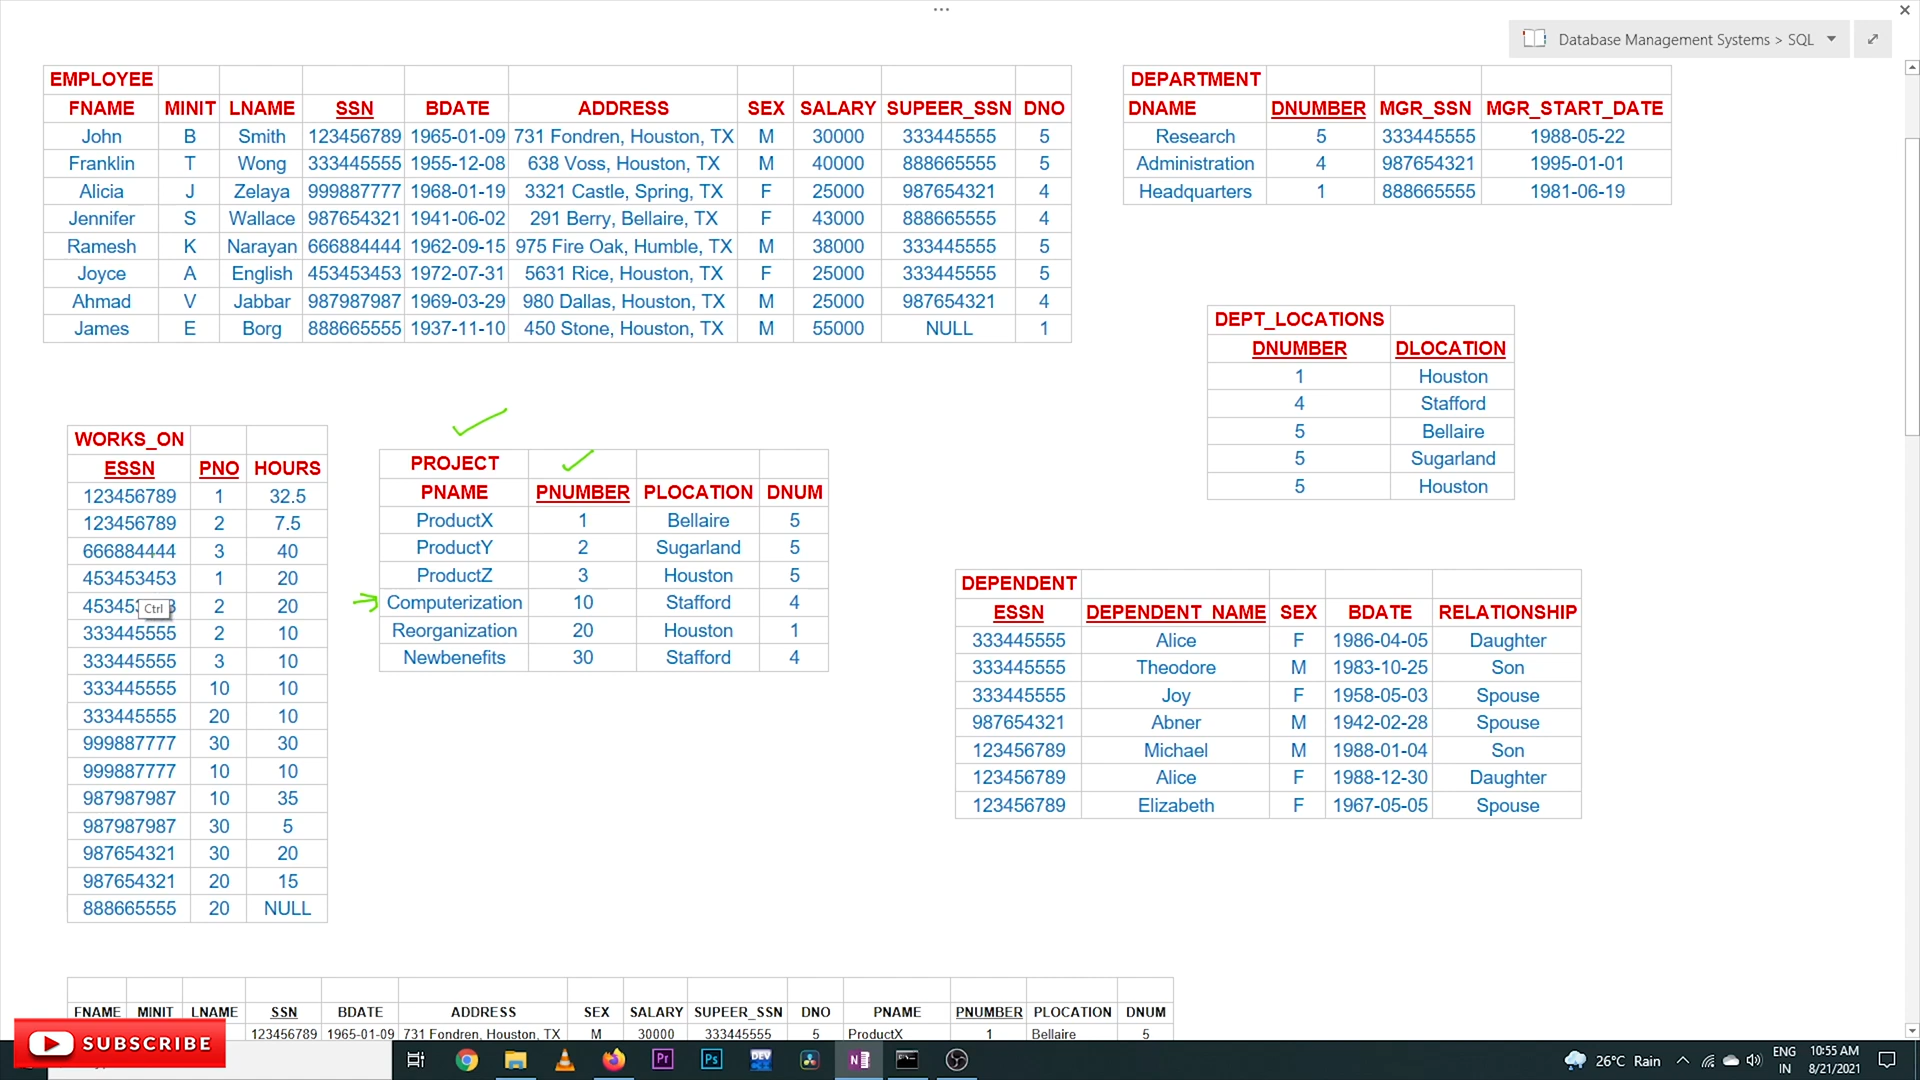 Database Management Systems > SQL
EMPLOYEE
FNAME MINIT LNAME SSN BDATE ADDRESS SEX SALARY SUPEER_SSN DNO
John B Smith 123456789 1965-01-09 731 Fondren, Houston, TX M 30000 333445555 5
Franklin T Wong 333445555 1955-12-08 638 Voss, Houston, TX M 40000 888665555 5
Alicia J Zelaya 999887777 1968-01-19 3321 Castle, Spring, TX F 25000 987654321 4
Jennifer S Wallace 987654321 1941-06-02 291 Berry, Bellaire, TX F 43000 888665555 4
Ramesh K Narayan 666884444 1962-09-15 975 Fire Oak, Humble, TX M 38000 333445555 5
Joyce A English 453453453 1972-07-31 5631 Rice, Houston, TX F 25000 333445555 5
Ahmad V Jabbar 987987987 1969-03-29 980 Dallas, Houston, TX M 25000 987654321 4
James E Borg 888665555 1937-11-10 450 Stone, Houston, TX M 55000 NULL 1
DEPARTMENT
DNAME DNUMBER MGR_SSN MGR_START_DATE
Research 5 333445555 1988-05-22
Administration 4 987654321 1995-01-01
Headquarters 1 888665555 1981-06-19
DEPT_LOCATIONS
DNUMBER DLOCATION
1 Houston
4 Stafford
5 Bellaire
5 Sugarland
5 Houston
WORKS_ON
ESSN PNO HOURS
123456789 1 32.5
123456789 2 7.5
666884444 3 40
453453453 1 20
45345 3 2 20
Ctrl
333445555 2 10
333445555 3 10
333445555 10 10
333445555 20 10
999887777 30 30
999887777 10 10
987987987 10 35
987987987 30 5
987654321 30 20
987654321 20 15
888665555 20 NULL
PROJECT
PNAME PNUMBER PLOCATION DNUM
ProductX 1 Bellaire 5
ProductY 2 Sugarland 5
ProductZ 3 Houston 5
Computerization 10 Stafford 4
Reorganization 20 Houston 1
Newbenefits 30 Stafford 4
DEPENDENT
ESSN DEPENDENT_NAME SEX BDATE RELATIONSHIP
333445555 Alice F 1986-04-05 Daughter
333445555 Theodore M 1983-10-25 Son
333445555 Joy F 1958-05-03 Spouse
987654321 Abner M 1942-02-28 Spouse
123456789 Michael M 1988-01-04 Son
123456789 Alice F 1988-12-30 Daughter
123456789 Elizabeth F 1967-05-05 Spouse
FNAME MINIT LNAME SSN BDATE ADDRESS SEX SALARY SUPEER_SSN DNO PNAME PNUMBER PLOCATION DNUM
123456789 1965-01-09 731 Fondren, Houston, TX M 30000 333445555 5 ProductX 1 Bellaire 5
SUBSCRIBE
Pr Ps DEV N
26°C Rain
ENG
IN
10:55 AM
8/21/2021